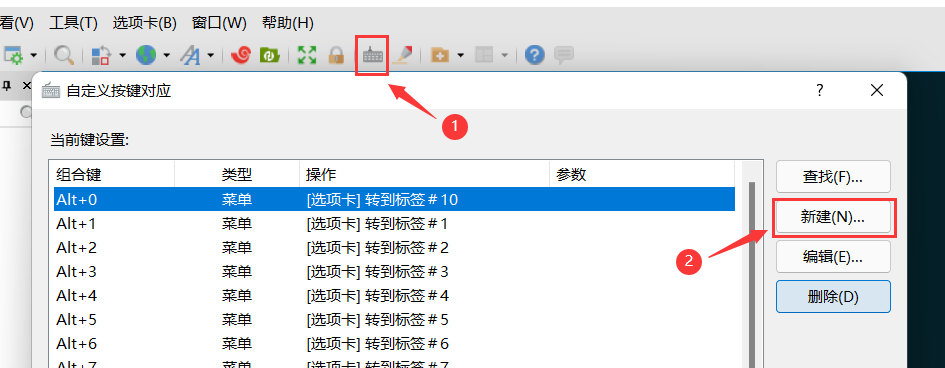 看(V) 工具(T) 选项卡(B) 窗口(W) 帮助(H)
自定义按键对应
1
当前键设置:
组合键 类型 操作 参数
查找(F)...
Alt+0 菜单 [选项卡] 转到标签#10
Alt+1 菜单 [选项卡] 转到标签#1
新建(N)...
Alt+2 菜单 [选项卡] 转到标签#2
2
编辑(E)...
Alt+3 菜单 [选项卡] 转到标签#3
Alt+4 菜单 [选项卡] 转到标签#4
删除(D)
Alt+5 菜单 [选项卡] 转到标签#5
Alt+6 菜单 [选项卡] 转到标签#6
Alt+7 菜单 [选项卡] 转到标签#7